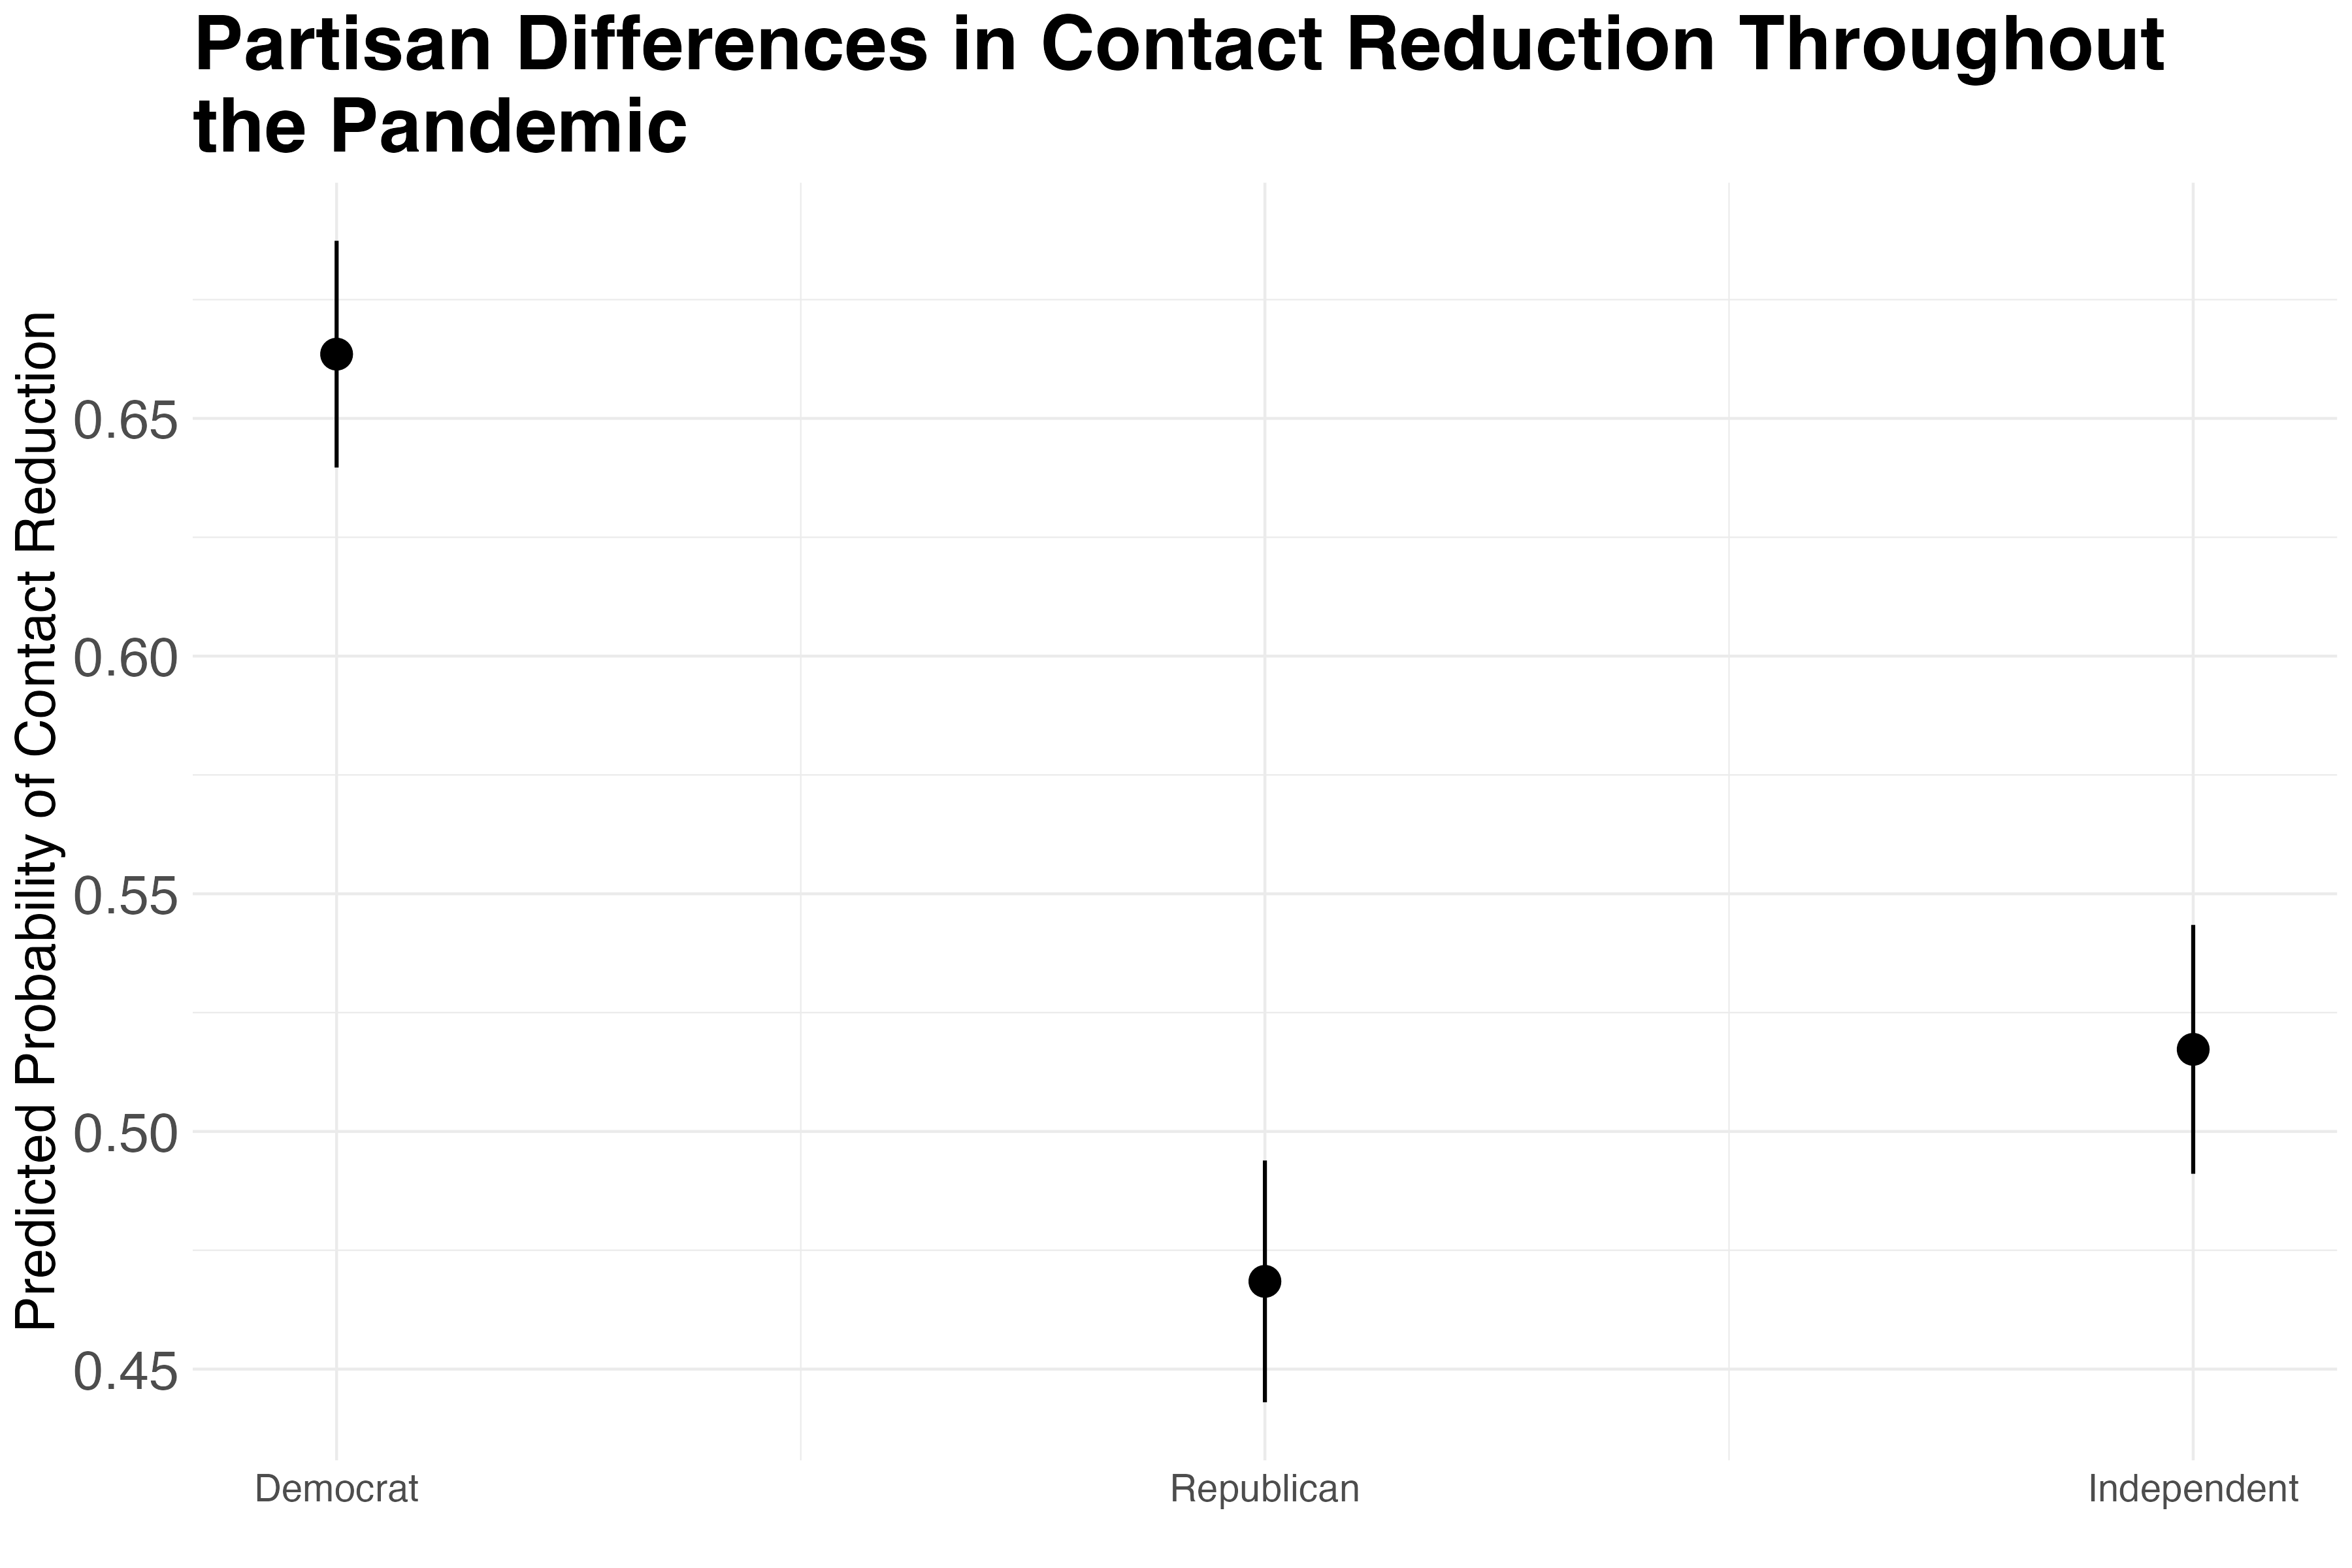 Partisan Differences in Contact Reduction Throughout
the Pandemic
Predicted Probability of Contact Reduction
0.65
0.60
0.55
0.50
0.45
Democrat
Republican
Independent